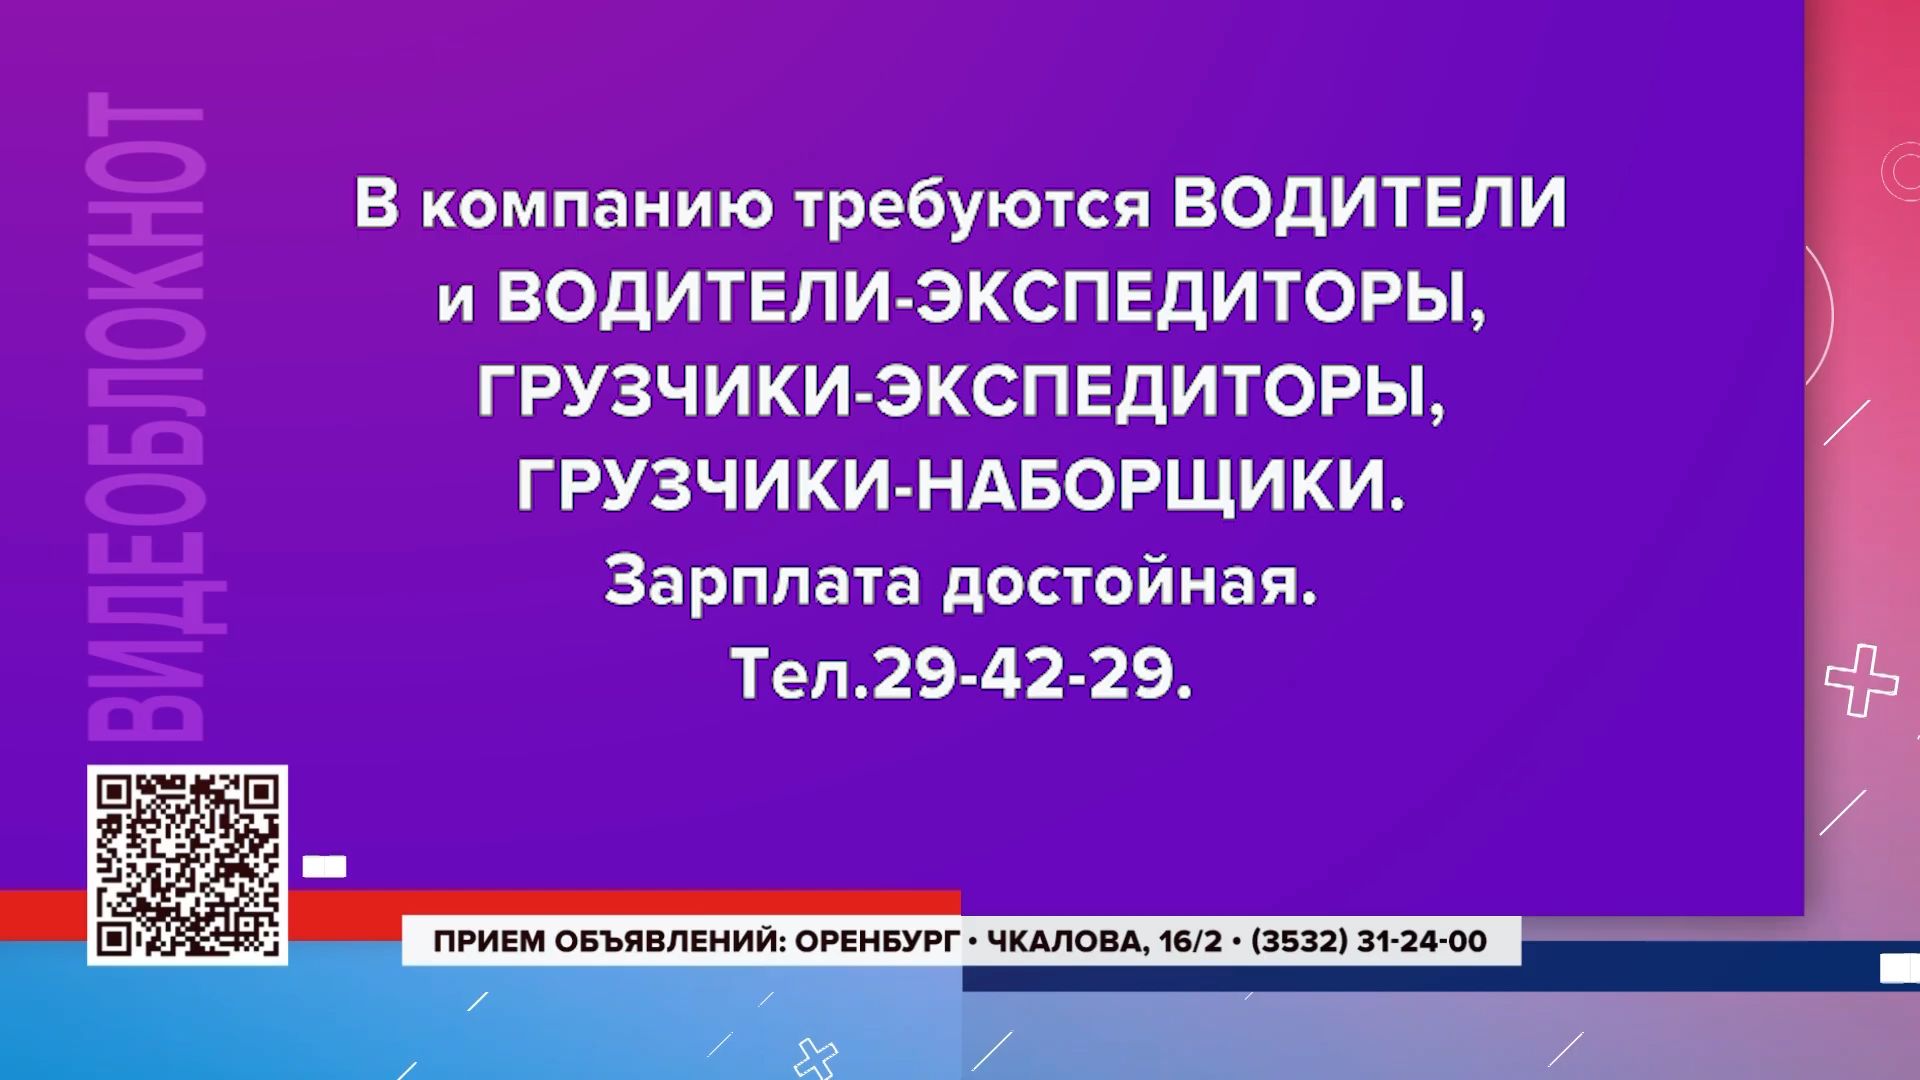 ВИДЕОБЛОКНОТ
В компанию требуются ВОДИТЕЛИ
и ВОДИТЕЛИ-ЭКСПЕДИТОРЫ,
ГРУЗЧИКИ-ЭКСПЕДИТОРЫ,
ГРУЗЧИКИ-НАБОРЩИКИ.
Зарплата достойная.
Тел.29-42-29.
ПРИЕМ ОБЪЯВЛЕНИЙ: ОРЕНБУРГ • ЧКАЛОВА, 16/2 • (3532) 31-24-00